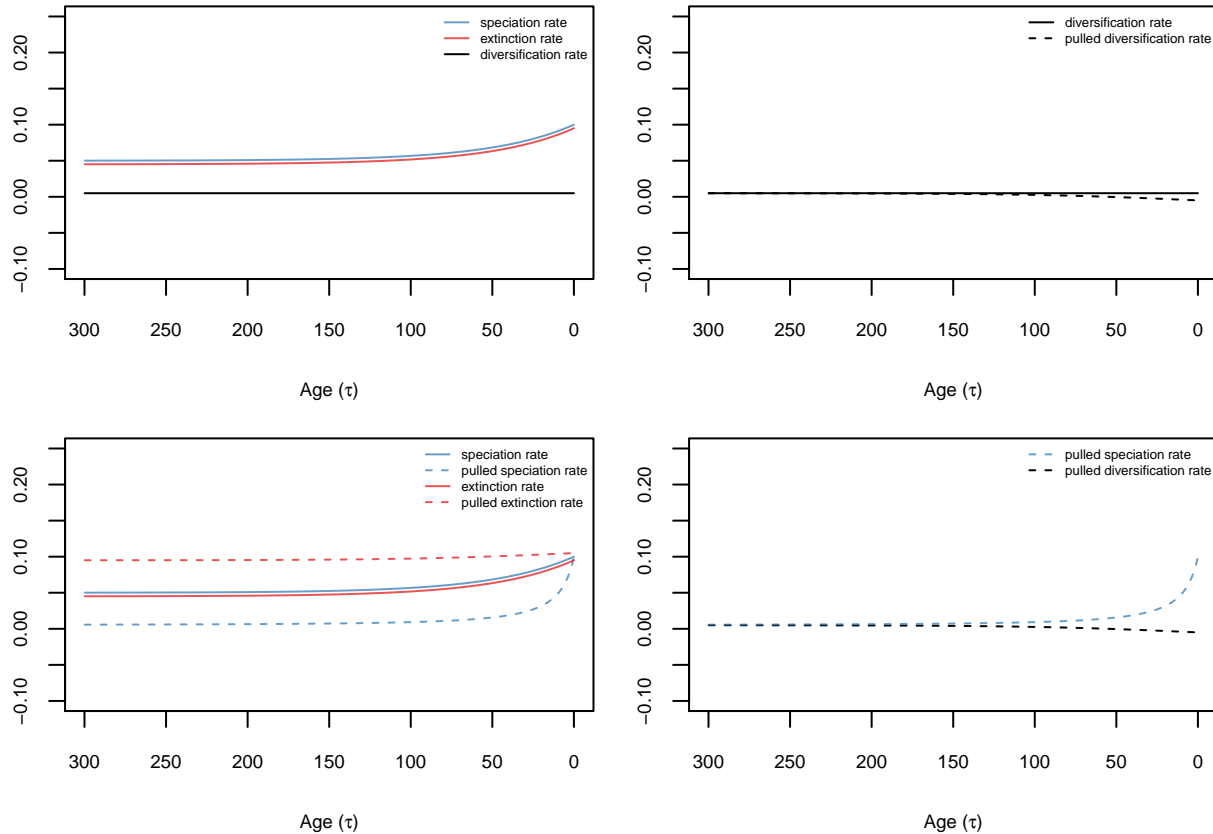 speciation rate
extinction rate
diversification rate
0.20
0.10
0.00
−0.10
300 250 200 150 100 50 0
Age (τ)
diversification rate
pulled diversification rate
0.20
0.10
0.00
−0.10
300 250 200 150 100 50 0
Age (τ)
speciation rate
pulled speciation rate
extinction rate
pulled extinction rate
0.20
0.10
0.00
−0.10
300 250 200 150 100 50 0
Age (τ)
pulled speciation rate
pulled diversification rate
0.20
0.10
0.00
−0.10
300 250 200 150 100 50 0
Age (τ)